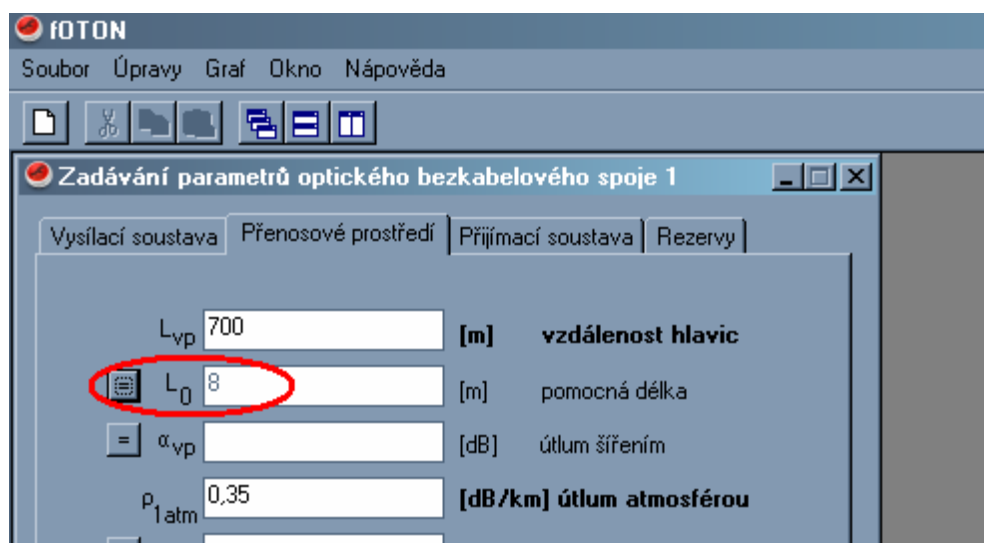 fOTON
Soubor Úpravy Graf Okno Nápověda
Zadávání parametrů optického bezkabelového spoje 1
Vysílací soustava Přenosové prostředí Přijímací soustava Rezervy
Lvp 700 [m] vzdálenost hlavic
= L0 8 [m] pomocná délka
= αvp [dB] útlum šířením
ρ1atm 0,35 [dB/km] útlum atmosférou